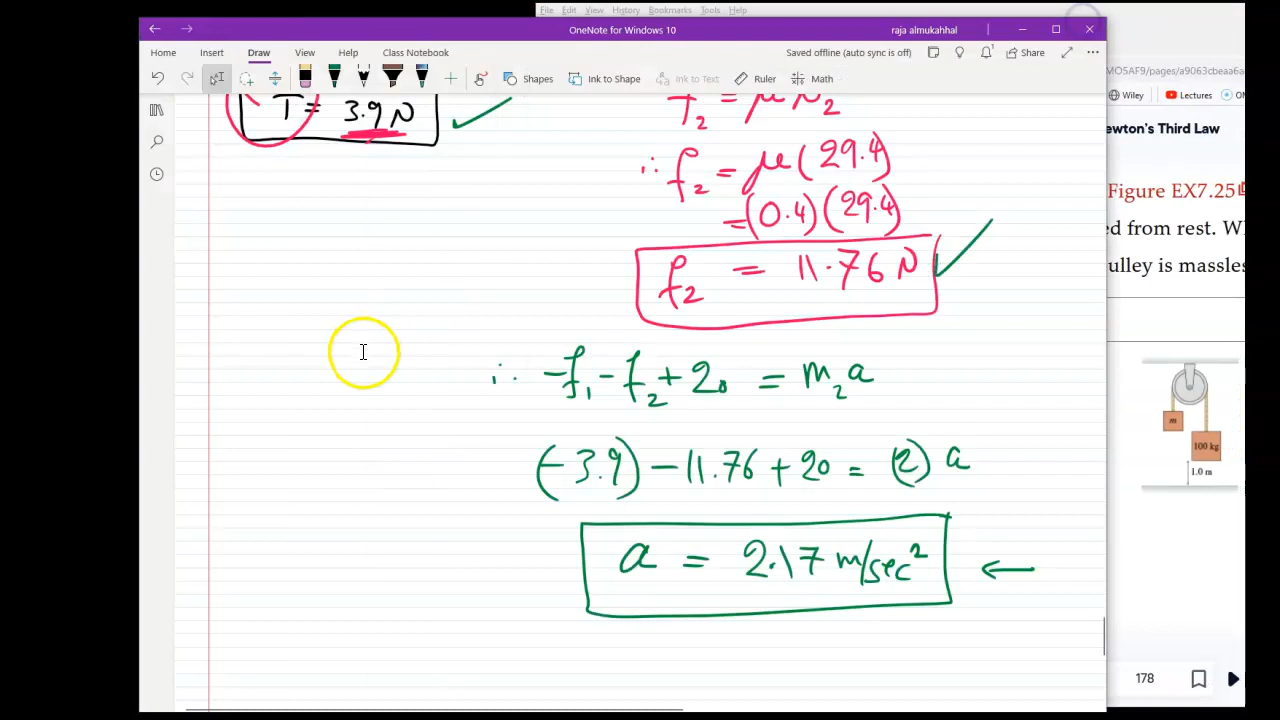 File Edit View History Bookmarks Tools Help
OneNote for Windows 10
raja almukahhal
Home Insert Draw View Help Class Notebook
Saved offline (auto sync is off)
Share
Shapes
Ink to Shape
Ink to Text
Ruler
Math
T = 3.9 N
f2 = μ N2
∴ f2 = μ(29.4)
=(0.4)(29.4)
f2 = 11.76 N
∴ -f1 - f2 + 20 = m2 a
(-3.9) - 11.76 + 20 = (2) a
a = 2.17 m/sec²
MO5AF9/pages/a9063cbeaa6a
Wiley
Lectures
ewton's Third Law
Figure EX7.25
ed from rest. W
ulley is massles
m
100 kg
1.0 m
178